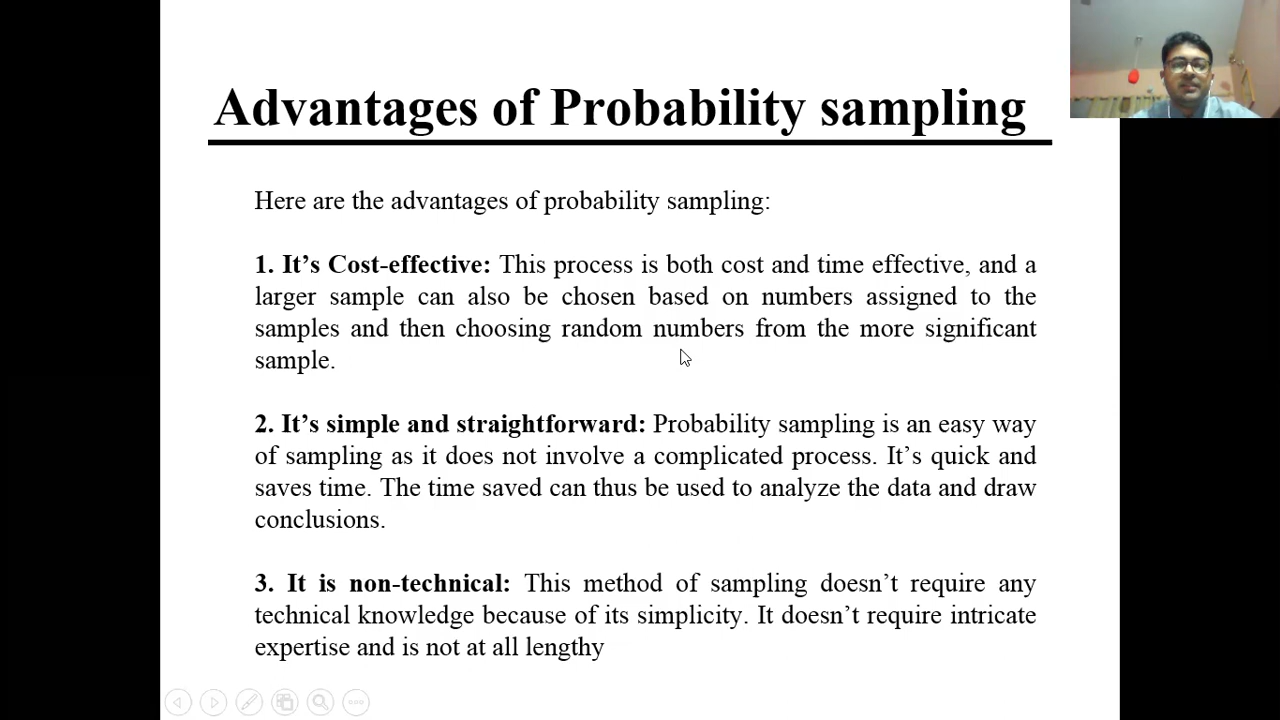 Advantages of Probability sampling
Here are the advantages of probability sampling:
1. It’s Cost-effective: This process is both cost and time effective, and a
larger sample can also be chosen based on numbers assigned to the
samples and then choosing random numbers from the more significant
sample.
2. It’s simple and straightforward: Probability sampling is an easy way
of sampling as it does not involve a complicated process. It’s quick and
saves time. The time saved can thus be used to analyze the data and draw
conclusions.
3. It is non-technical: This method of sampling doesn’t require any
technical knowledge because of its simplicity. It doesn’t require intricate
expertise and is not at all lengthy